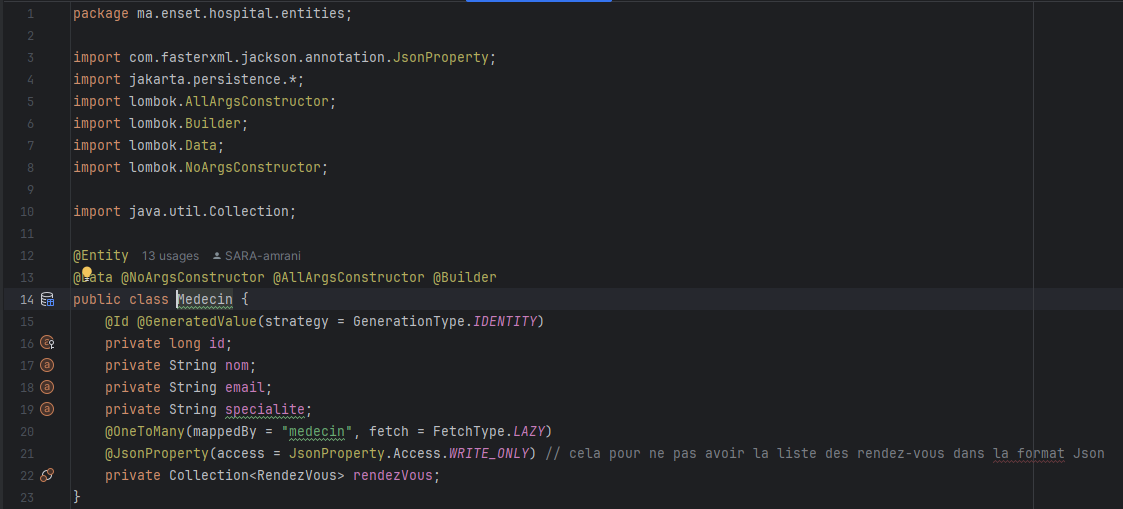 1 package ma.enset.hospital.entities;
2
3 import com.fasterxml.jackson.annotation.JsonProperty;
4 import jakarta.persistence.*;
5 import lombok.AllArgsConstructor;
6 import lombok.Builder;
7 import lombok.Data;
8 import lombok.NoArgsConstructor;
9
10 import java.util.Collection;
11
12 @Entity 13 usages SARA-amrani
13 @Data @NoArgsConstructor @AllArgsConstructor @Builder
14 public class Medecin {
15 @Id @GeneratedValue(strategy = GenerationType.IDENTITY)
16 private long id;
17 private String nom;
18 private String email;
19 private String specialite;
20 @OneToMany(mappedBy = "medecin", fetch = FetchType.LAZY)
21 @JsonProperty(access = JsonProperty.Access.WRITE_ONLY) // cela pour ne pas avoir la liste des rendez-vous dans la format Json
22 private Collection<RendezVous> rendezVous;
23 }